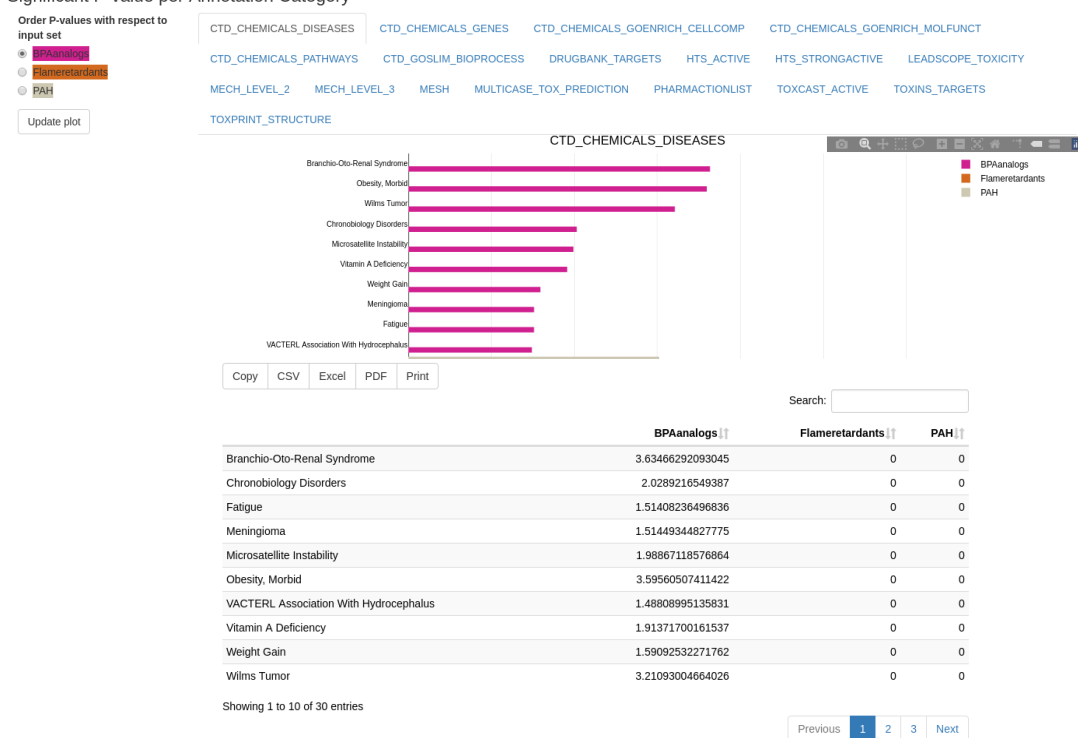 Significant P-value per Annotation Category
Order P-values with respect to
input set
BPAanalogs
Flameretardants
PAH
Update plot
CTD_CHEMICALS_DISEASES CTD_CHEMICALS_GENES CTD_CHEMICALS_GOENRICH_CELLCOMP CTD_CHEMICALS_GOENRICH_MOLFUNCT
CTD_CHEMICALS_PATHWAYS CTD_GOSLIM_BIOPROCESS DRUGBANK_TARGETS HTS_ACTIVE HTS_STRONGACTIVE LEADSCOPE_TOXICITY
MECH_LEVEL_2 MECH_LEVEL_3 MESH MULTICASE_TOX_PREDICTION PHARMACTIONLIST TOXCAST_ACTIVE TOXINS_TARGETS
TOXPRINT_STRUCTURE
CTD_CHEMICALS_DISEASES
Branchio-Oto-Renal Syndrome
Obesity, Morbid
Wilms Tumor
Chronobiology Disorders
Microsatellite Instability
Vitamin A Deficiency
Weight Gain
Meningioma
Fatigue
VACTERL Association With Hydrocephalus
BPAanalogs
Flameretardants
PAH
Copy CSV Excel PDF Print
Search:
BPAanalogs Flameretardants PAH
Branchio-Oto-Renal Syndrome 3.63466292093045 0 0
Chronobiology Disorders 2.0289216549387 0 0
Fatigue 1.51408236496836 0 0
Meningioma 1.51449344827775 0 0
Microsatellite Instability 1.98867118576864 0 0
Obesity, Morbid 3.59560507411422 0 0
VACTERL Association With Hydrocephalus 1.48808995135831 0 0
Vitamin A Deficiency 1.91371700161537 0 0
Weight Gain 1.59092532271762 0 0
Wilms Tumor 3.21093004664026 0 0
Showing 1 to 10 of 30 entries
Previous 1 2 3 Next